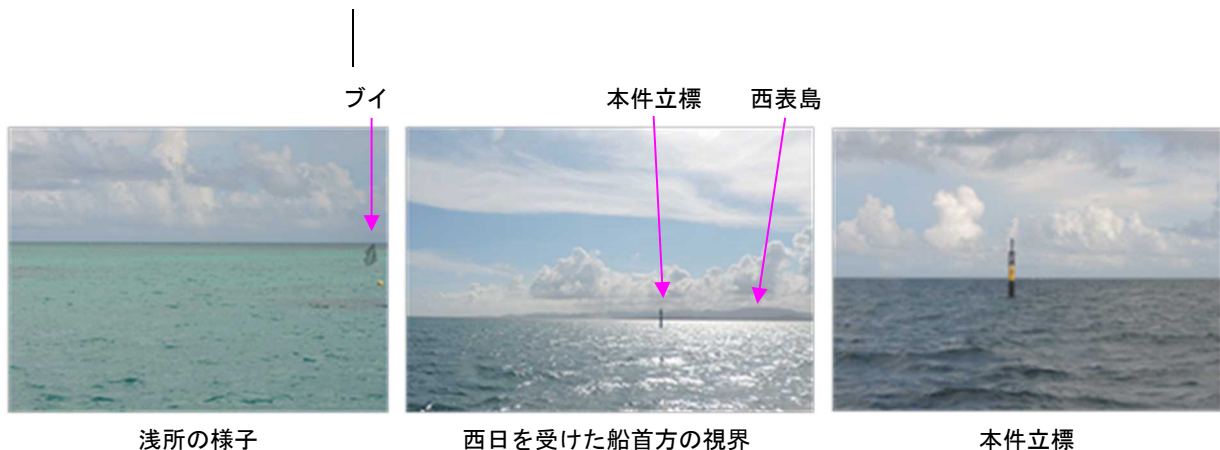 ブイ
本件立標
西表島
浅所の様子
西日を受けた船首方の視界
本件立標